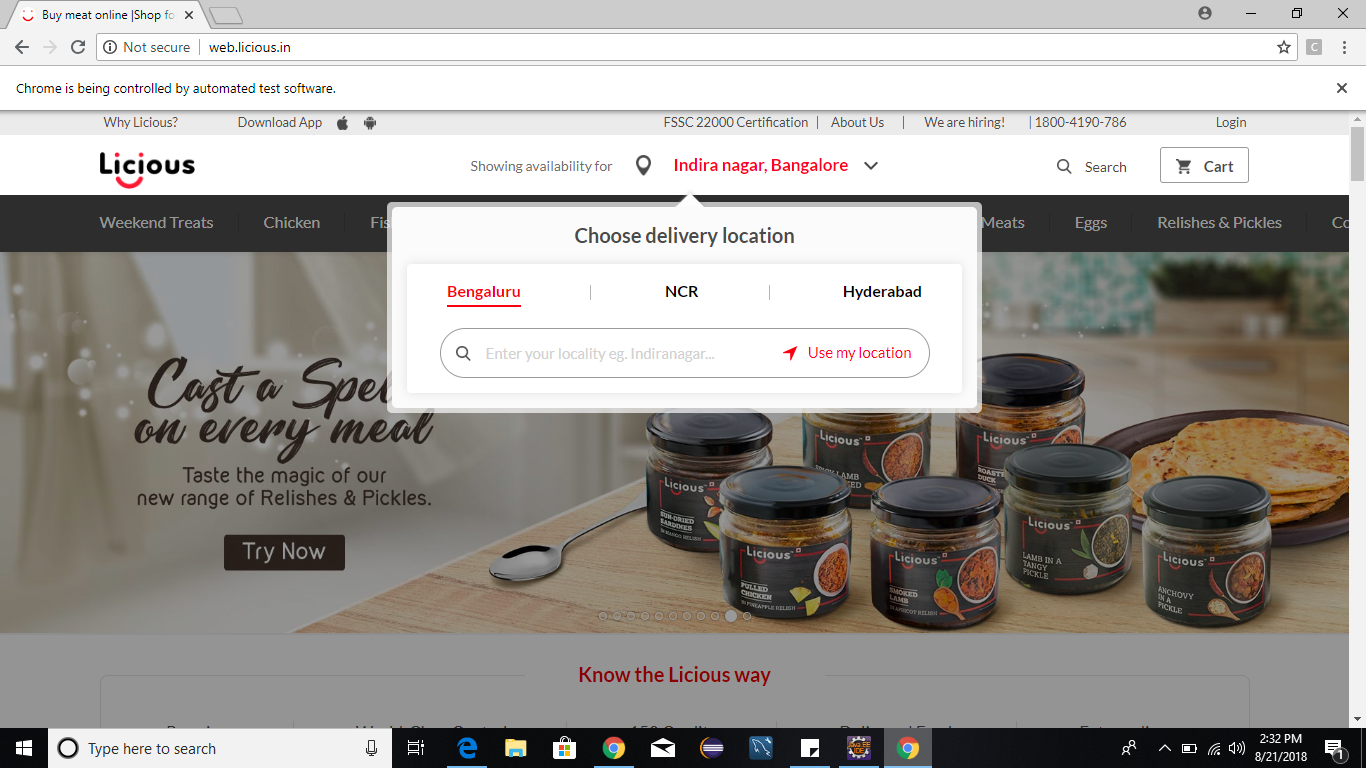 Buy meat online |Shop fo
Not secure web.licious.in
C
Chrome is being controlled by automated test software.
Why Licious? Download App FSSC 22000 Certification | About Us | We are hiring! | 1800-4190-786 Login
Licious Showing availability for Indira nagar, Bangalore Search Cart
Weekend Treats Chicken Fis Meats Eggs Relishes & Pickles Co
Choose delivery location
Bengaluru | NCR | Hyderabad
Enter your locality eg. Indiranagar... Use my location
Cast a Spel
on every meal
Taste the magic of our
new range of Relishes & Pickles.
Try Now
Licious
SUN-DRIED
SARDINES
IN MANGO RELISH
Licious
SPICY LAMB
Licious
ROASTED
DUCK
Licious
PULLED
CHICKEN
IN PINEAPPLE RELISH
Licious
SMOKED
LAMB
IN APRICOT RELISH
Licious
LAMB IN A
TANGY
PICKLE
Licious
ANCHOVY
IN A
PICKLE
Know the Licious way
Type here to search
2:32 PM
8/21/2018
1